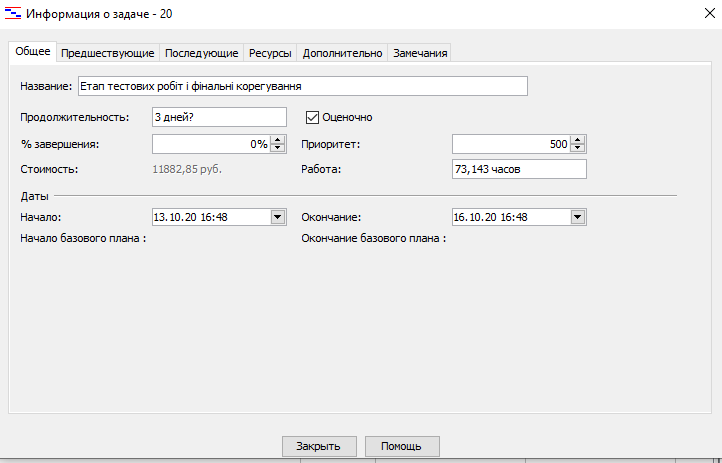 Информация о задаче - 20
Общее Предшествующие Последующие Ресурсы Дополнительно Замечания
Название: Етап тестових робіт і фінальні корегування
Продолжительность: 3 дней? Оценочно
% завершения: 0% Приоритет: 500
Стоимость: 11882,85 руб. Работа: 73,143 часов
Даты
Начало: 13.10.20 16:48 Окончание: 16.10.20 16:48
Начало базового плана : Окончание базового плана :
Закрыть Помощь